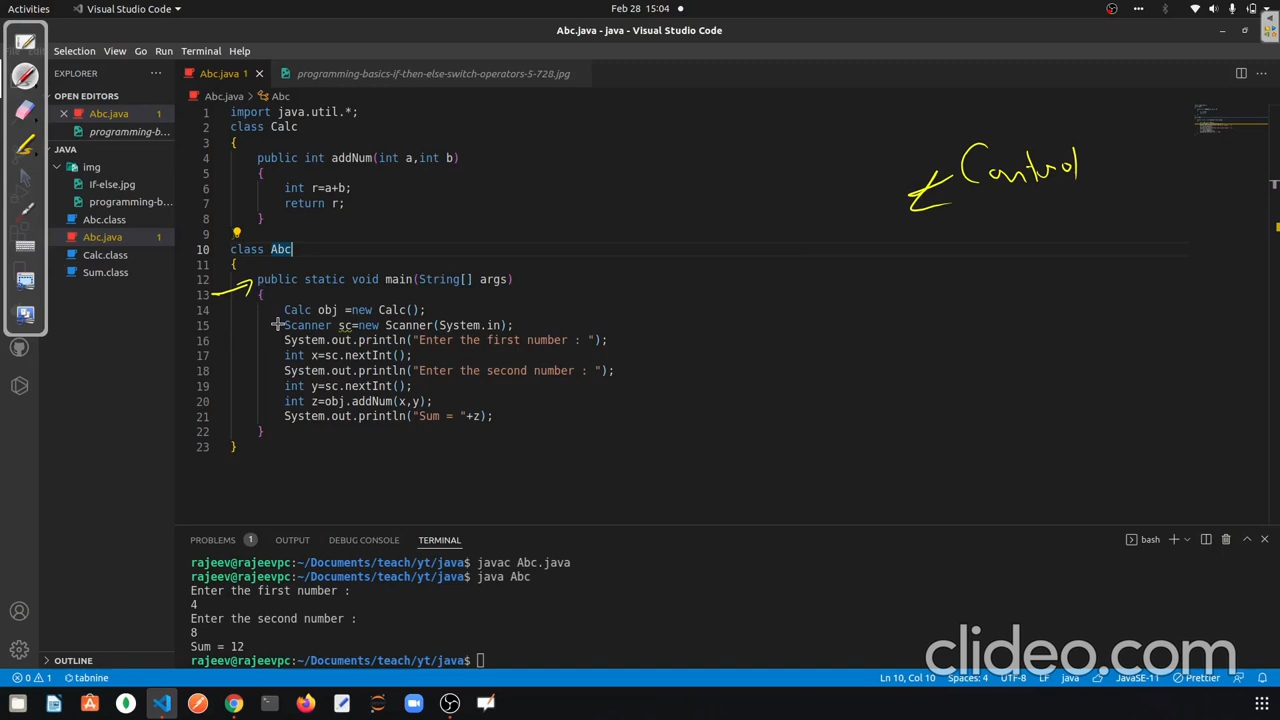 Activities
Visual Studio Code
Feb 28 15:04
Abc.java - java - Visual Studio Code
Selection View Go Run Terminal Help
EXPLORER
OPEN EDITORS
Abc.java 1
programming-b...
JAVA
img
If-else.jpg
programming-b...
Abc.class
Abc.java 1
Calc.class
Sum.class
OUTLINE
Abc.java 1
programming-basics-if-then-else-switch-operators-5-728.jpg
Abc.java > Abc
1 import java.util.*;
2 class Calc
3 {
4 public int addNum(int a,int b)
5 {
6 int r=a+b;
7 return r;
8 }
9
10 class Abc
11 {
12 public static void main(String[] args)
13 {
14 Calc obj =new Calc();
15 Scanner sc=new Scanner(System.in);
16 System.out.println("Enter the first number : ");
17 int x=sc.nextInt();
18 System.out.println("Enter the second number : ");
19 int y=sc.nextInt();
20 int z=obj.addNum(x,y);
21 System.out.println("Sum = "+z);
22 }
23 }
Control
PROBLEMS 1 OUTPUT DEBUG CONSOLE TERMINAL
bash
rajeev@rajeevpc:~/Documents/teach/yt/java$ javac Abc.java
rajeev@rajeevpc:~/Documents/teach/yt/java$ java Abc
Enter the first number :
4
Enter the second number :
8
Sum = 12
rajeev@rajeevpc:~/Documents/teach/yt/java$
clideo.com
0 1 tabnine
Ln 10, Col 10 Spaces: 4 UTF-8 LF java JavaSE-11 Prettier